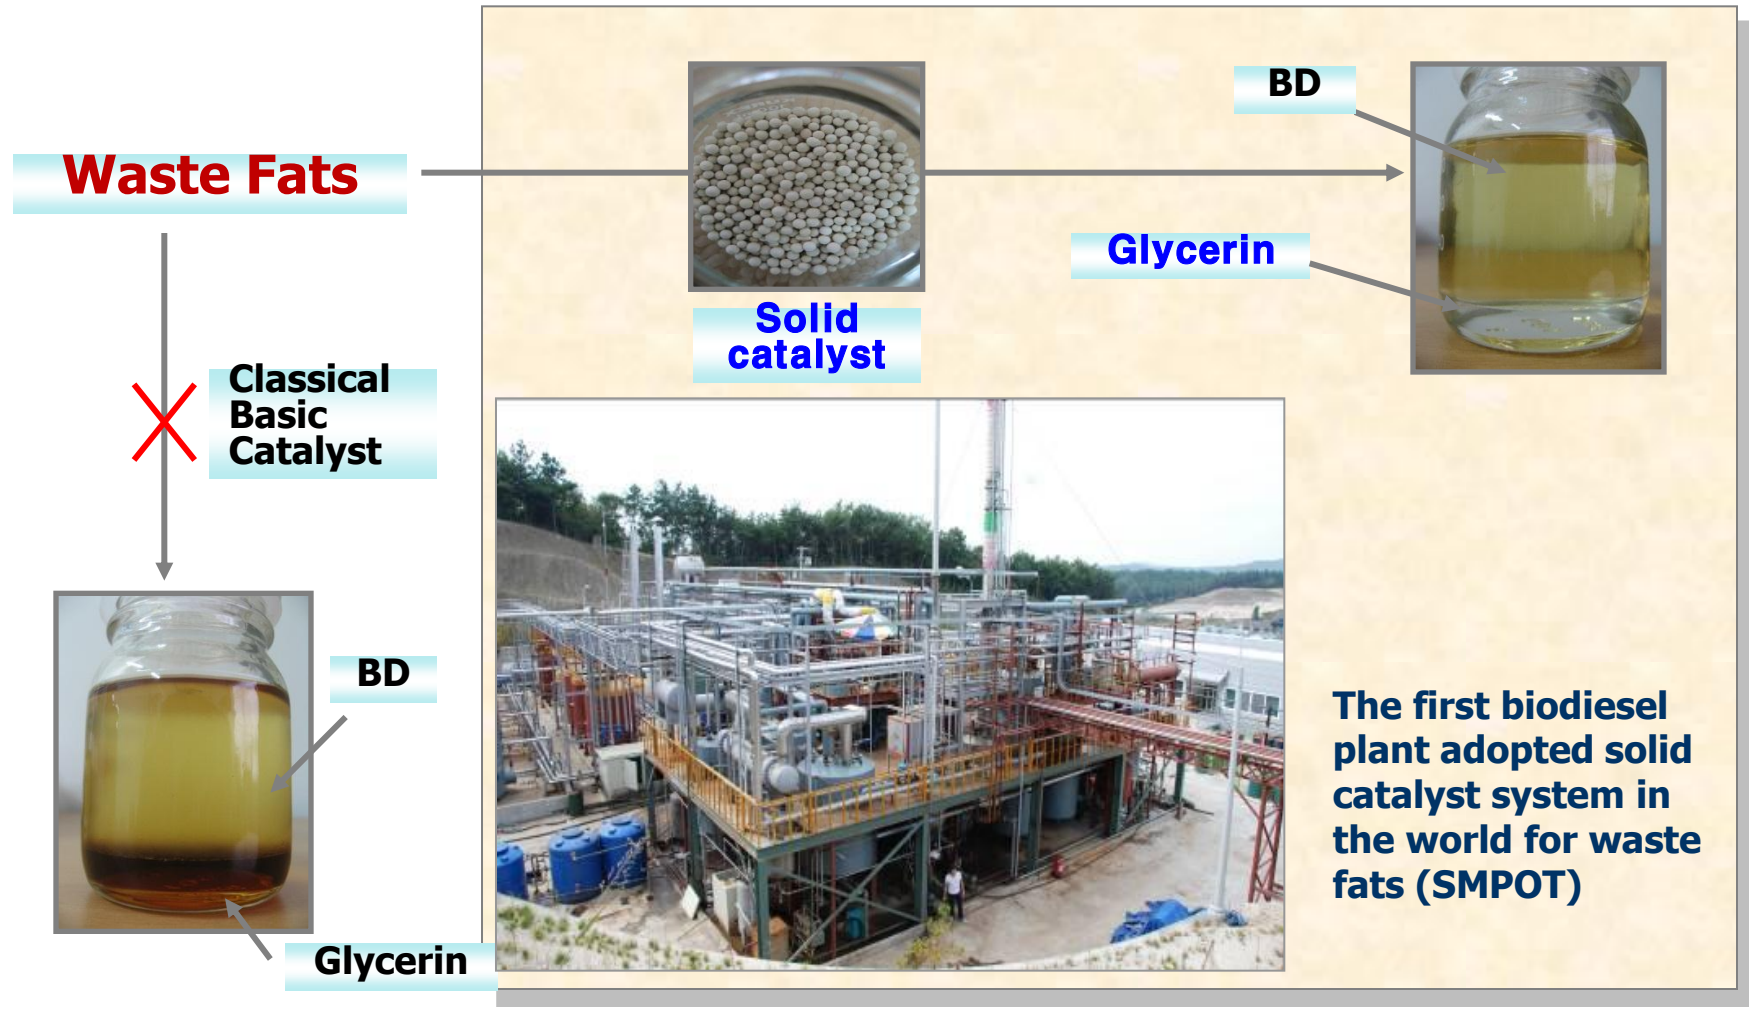 Waste Fats
BD
Glycerin
Solid
catalyst
Classical
Basic
Catalyst
BD
Glycerin
The first biodiesel
plant adopted solid
catalyst system in
the world for waste
fats (SMPOT)